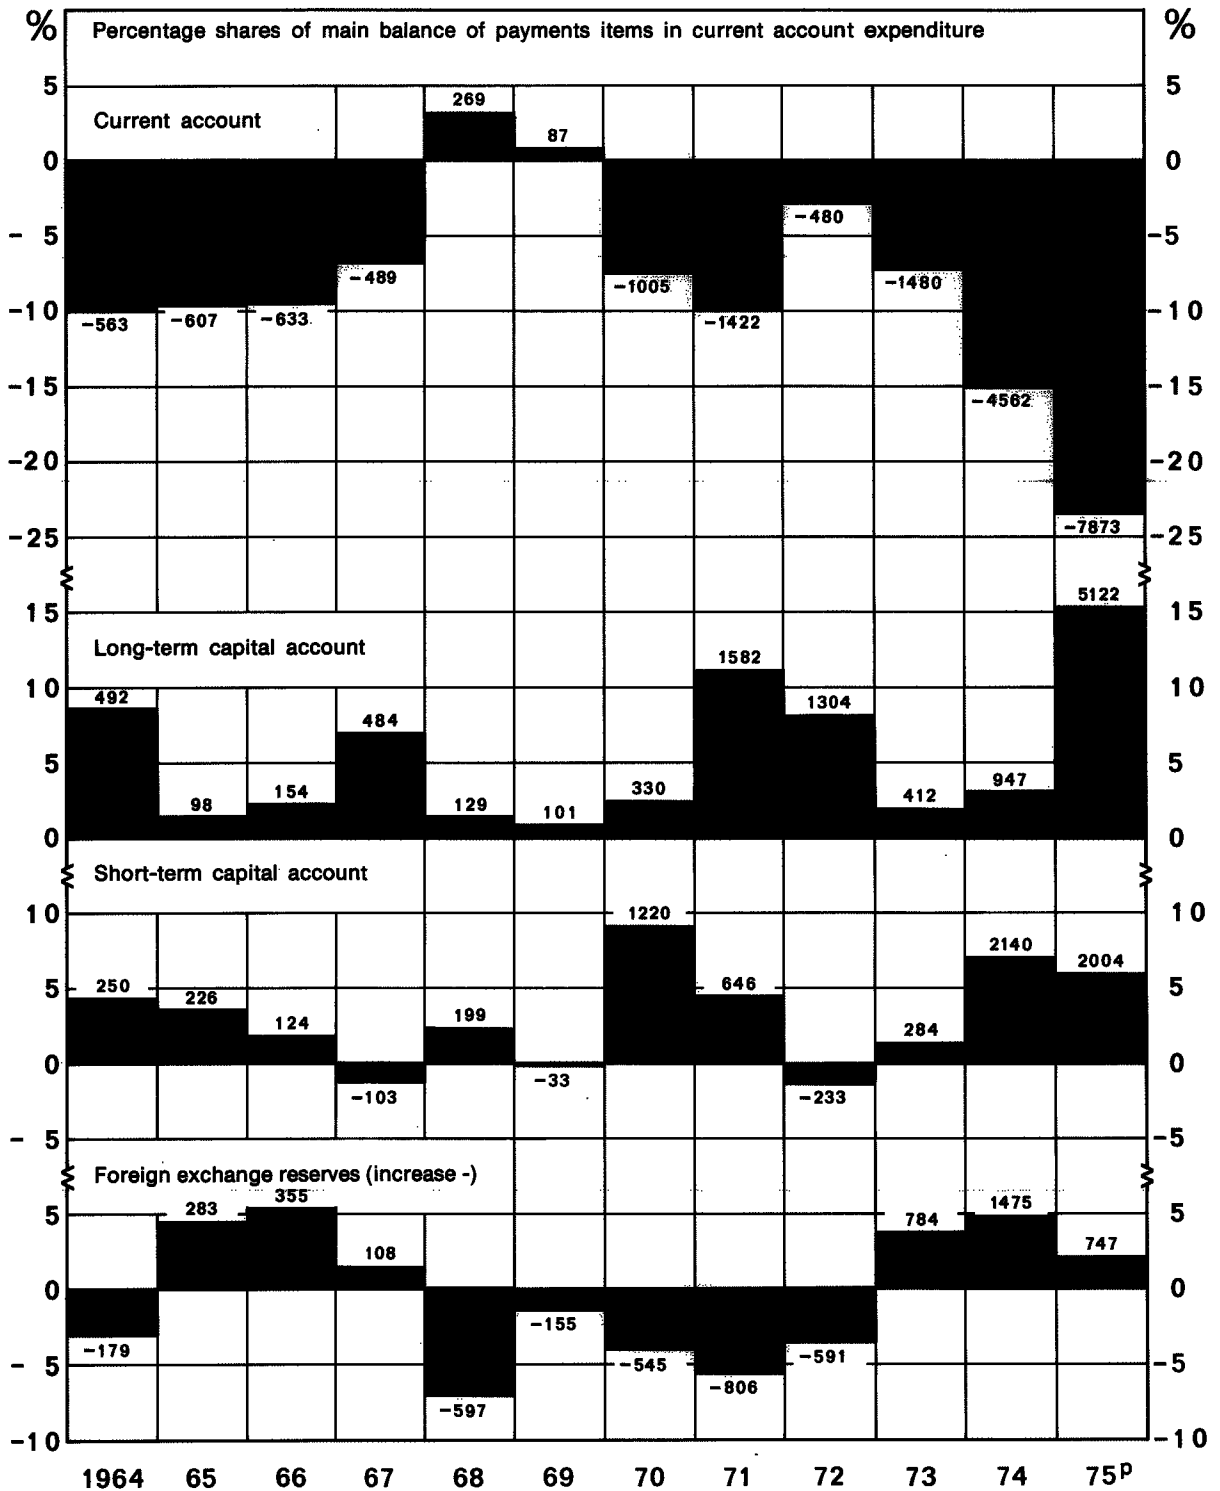 % Percentage shares of main balance of payments items in current account expenditure %
5 269 5
Current account 87
0 0
-5 -480 -5
-489 -1005 -1480
-10 -563 -607 -633 -1422 -10
-15 -4562 -15
-20 -20
-25 -7873 -25
15 5122 15
Long-term capital account 1582
10 492 484 1304 10
5 98 154 129 101 330 412 947 5
0 0
Short-term capital account
10 1220 10
5 250 226 124 199 646 284 2140 2004 5
0 0
-103 -33 -233
-5 -5
Foreign exchange reserves (increase -)
5 283 355 108 784 1475 747 5
0 0
-179 -155 -545 -591
-5 -597 -806 -5
-10 -10
1964 65 66 67 68 69 70 71 72 73 74 75p